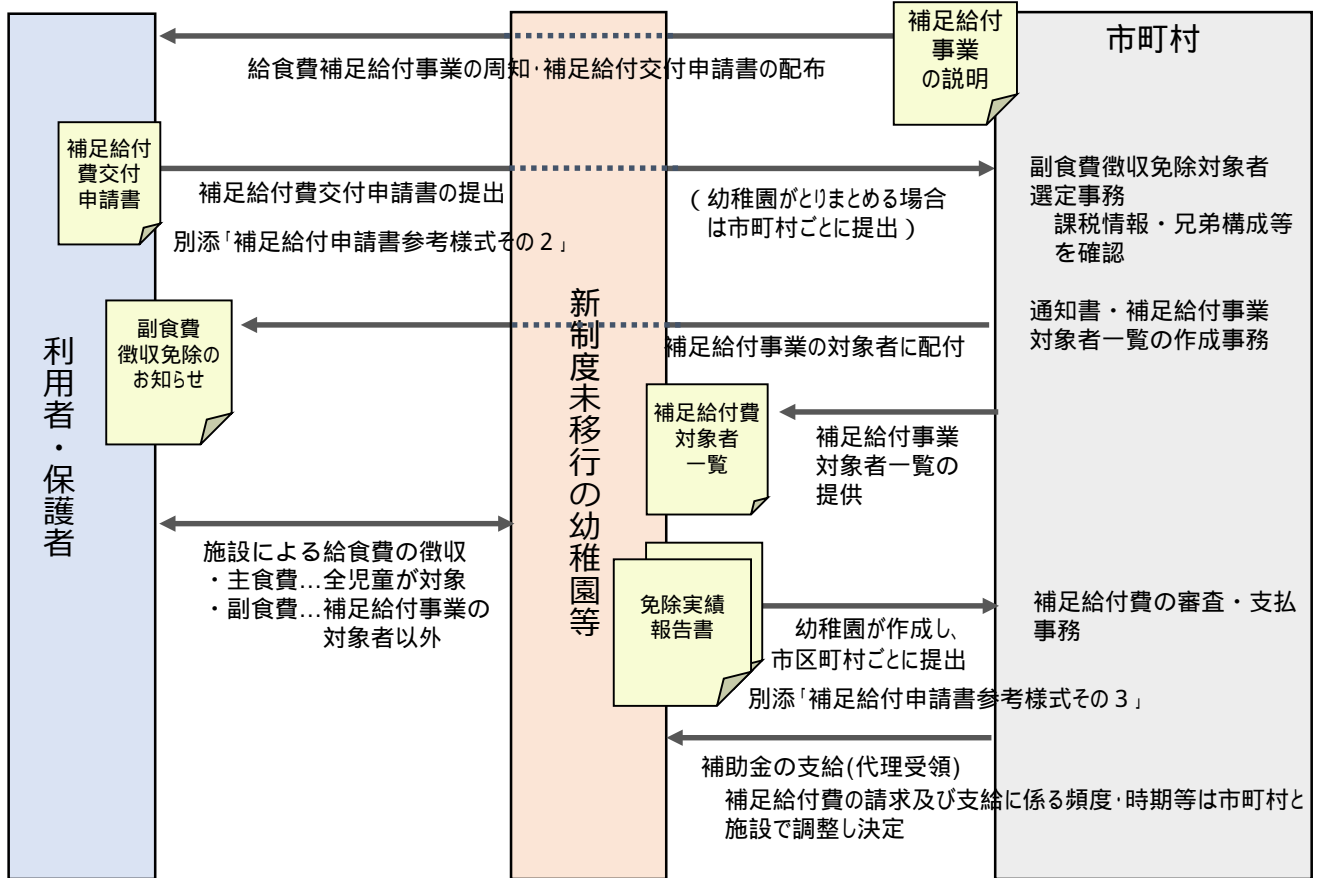 補足給付
事業
の説明
市町村
給食費補足給付事業の周知・補足給付交付申請書の配布
補足給付
費交付
申請書
補足給付費交付申請書の提出
(幼稚園がとりまとめる場合
は市町村ごとに提出)
別添「補足給付申請書参考様式その2」
副食費徴収免除対象者
選定事務
課税情報・兄弟構成等
を確認
副食費
徴収免除の
お知らせ
補足給付事業の対象者に配付
通知書・補足給付事業
対象者一覧の作成事務
利用者・保護者
新制度未移行の幼稚園等
補足給付費
対象者
一覧
補足給付事業
対象者一覧の
提供
施設による給食費の徴収
・主食費…全児童が対象
・副食費…補足給付事業の
対象者以外
免除実績
報告書
幼稚園が作成し、
市区町村ごとに提出
別添「補足給付申請書参考様式その3」
補足給付費の審査・支払
事務
補助金の支給(代理受領)
補足給付費の請求及び支給に係る頻度・時期等は市町村と
施設で調整し決定